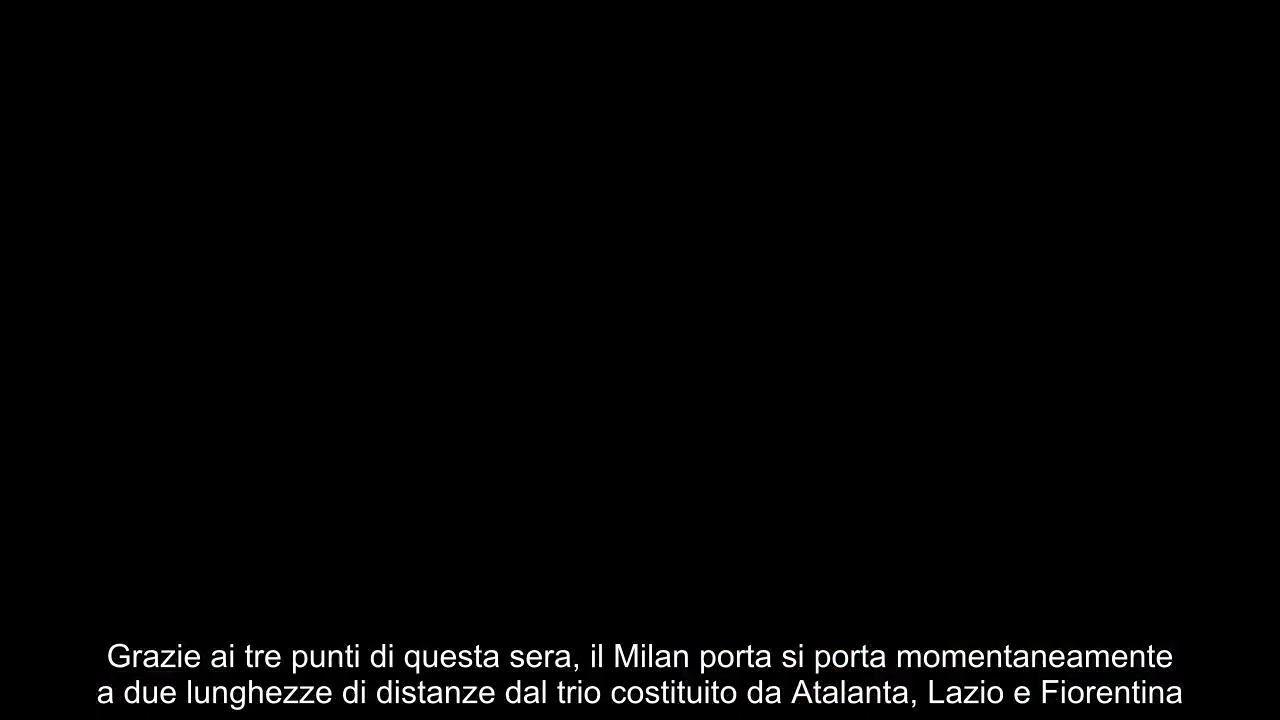 Grazie ai tre punti di questa sera, il Milan porta si porta momentaneamente
a due lunghezze di distanze dal trio costituito da Atalanta, Lazio e Fiorentina